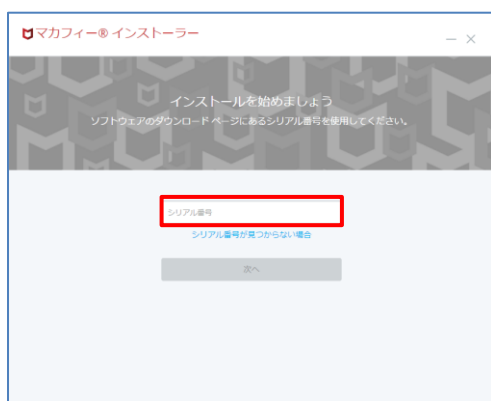 マカフィー® インストーラー
インストールを始めましょう
ソフトウェアのダウンロード ページにあるシリアル番号を使用してください。
シリアル番号
シリアル番号が見つからない場合
次へ